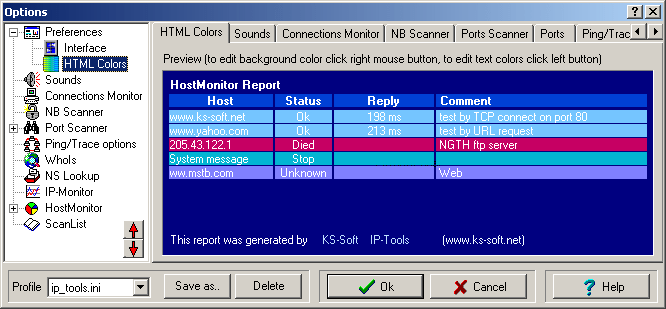 Options
Preferences
Interface
HTML Colors
Sounds
Connections Monitor
NB Scanner
Port Scanner
Ping/Trace options
WhoIs
NS Lookup
IP-Monitor
HostMonitor
ScanList
HTML Colors Sounds Connections Monitor NB Scanner Ports Scanner Ports Ping/Trac
Preview (to edit background color click right mouse button, to edit text colors click left button)
HostMonitor Report
Host Status Reply Comment
www.ks-soft.net Ok 198 ms test by TCP connect on port 80
www.yahoo.com Ok 213 ms test by URL request
205.43.122.1 Died NGTH ftp server
System message Stop
ww.mstb.com Unknown Web
This report was generated by KS-Soft IP-Tools (www.ks-soft.net)
Profile ip_tools.ini Save as.. Delete Ok Cancel ? Help